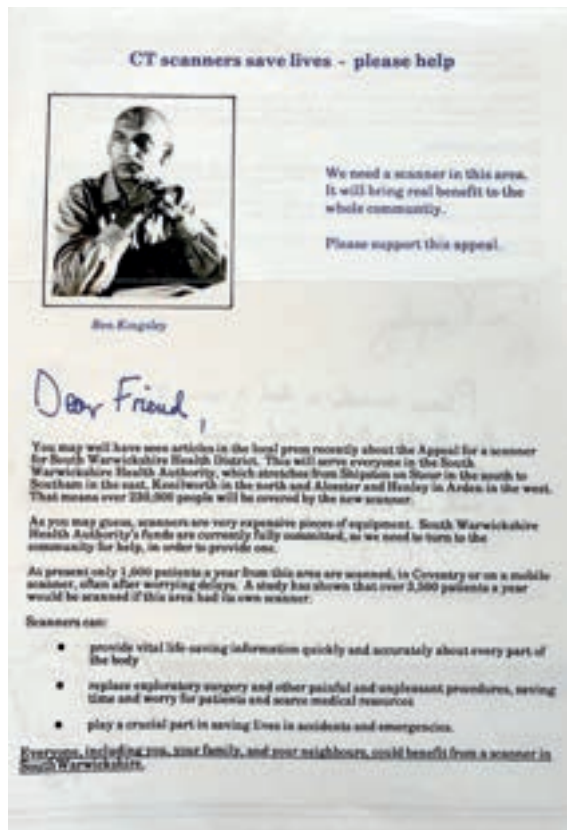 CT scanners save lives - please help
We need a scanner in this area.
It will bring real benefit to the
whole community.
Please support this appeal.
Ben Kingsley
Dear Friend,
You may well have seen articles in the local press recently about the Appeal for a scanner
for South Warwickshire Health District. This will serve everyone in the South
Warwickshire Health Authority, which stretches from Shipston on Stour in the south to
Southam in the east, Kenilworth in the north and Alcester and Henley in Arden in the west.
That means over 230,000 people will be covered by the new scanner.
As you may guess, scanners are very expensive pieces of equipment. South Warwickshire
Health Authority's funds are currently fully committed, so we need to turn to the
community for help, in order to provide one.
At present only 1,000 patients a year from this area are scanned, in Coventry or on a mobile
scanner, often after worrying delays. A study has shown that over 3,500 patients a year
would be scanned if this area had its own scanner.
Scanners can:
• provide vital life-saving information quickly and accurately about every part of
the body
• replace exploratory surgery and other painful and unpleasant procedures, saving
time and worry for patients and scarce medical resources
• play a crucial part in saving lives in accidents and emergencies.
Everyone, including you, your family, and your neighbours, could benefit from a scanner in
South Warwickshire.